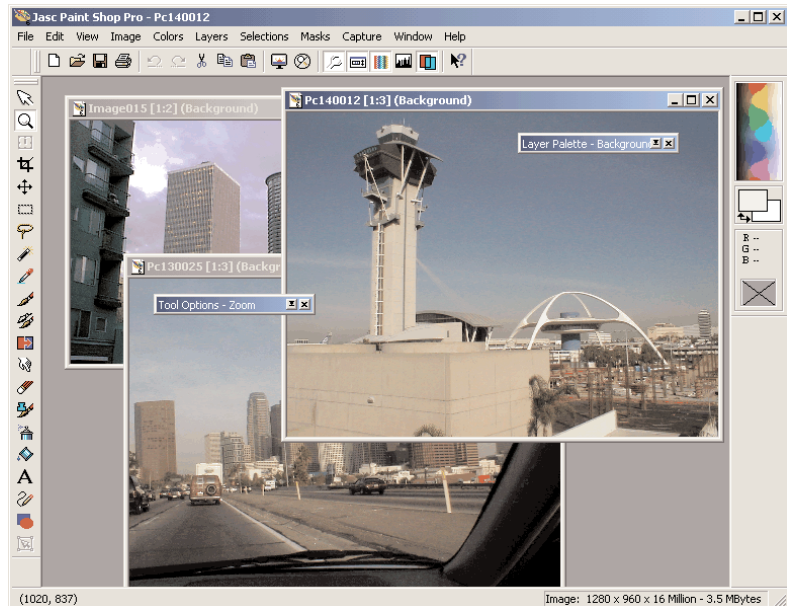 Jasc Paint Shop Pro - Pc140012
File Edit View Image Colors Layers Selections Masks Capture Window Help
Image015 [1:2] (Background)
Pc140012 [1:3] (Background)
Layer Palette - Backgroun
Pc130025 [1:3] (Backgr
Tool Options - Zoom
R --
G --
B --
A
(1020, 837)
Image: 1280 x 960 x 16 Million - 3.5 MBytes